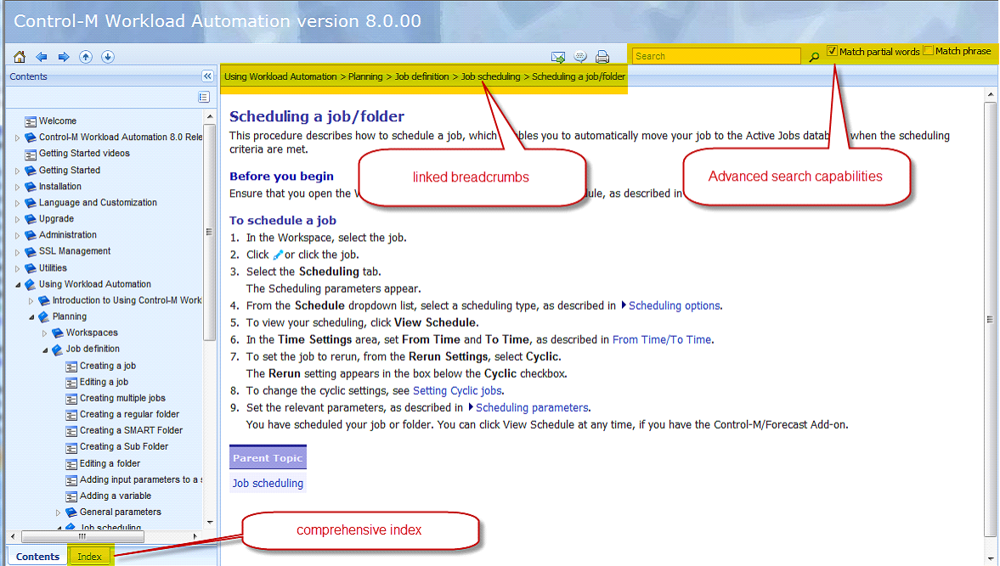 Control-M Workload Automation version 8.0.00
Search
Match partial words
Match phrase
Contents
Using Workload Automation > Planning > Job definition > Job scheduling > Scheduling a job/folder
Welcome
Control-M Workload Automation 8.0 Rele
Getting Started videos
Getting Started
Installation
Language and Customization
Upgrade
Administration
SSL Management
Utilities
Using Workload Automation
Introduction to Using Control-M Work
Planning
Workspaces
Job definition
Creating a job
Editing a job
Creating multiple jobs
Creating a regular folder
Creating a SMART Folder
Creating a Sub Folder
Editing a folder
Adding input parameters to a s
Adding a variable
General parameters
Job scheduling
Contents
Index
Scheduling a job/folder
This procedure describes how to schedule a job, which bles you to automatically move your job to the Active Jobs datab when the scheduling
criteria are met.
linked breadcrumbs
Advanced search capabilities
Before you begin
Ensure that you open the ule, as described in
To schedule a job
1. In the Workspace, select the job.
2. Click or click the job.
3. Select the Scheduling tab.
The Scheduling parameters appear.
4. From the Schedule dropdown list, select a scheduling type, as described in Scheduling options.
5. To view your scheduling, click View Schedule.
6. In the Time Settings area, set From Time and To Time, as described in From Time/To Time.
7. To set the job to rerun, from the Rerun Settings, select Cyclic.
The Rerun setting appears in the box below the Cyclic checkbox.
8. To change the cyclic settings, see Setting Cyclic jobs.
9. Set the relevant parameters, as described in Scheduling parameters.
You have scheduled your job or folder. You can click View Schedule at any time, if you have the Control-M/Forecast Add-on.
Parent Topic
Job scheduling
comprehensive index